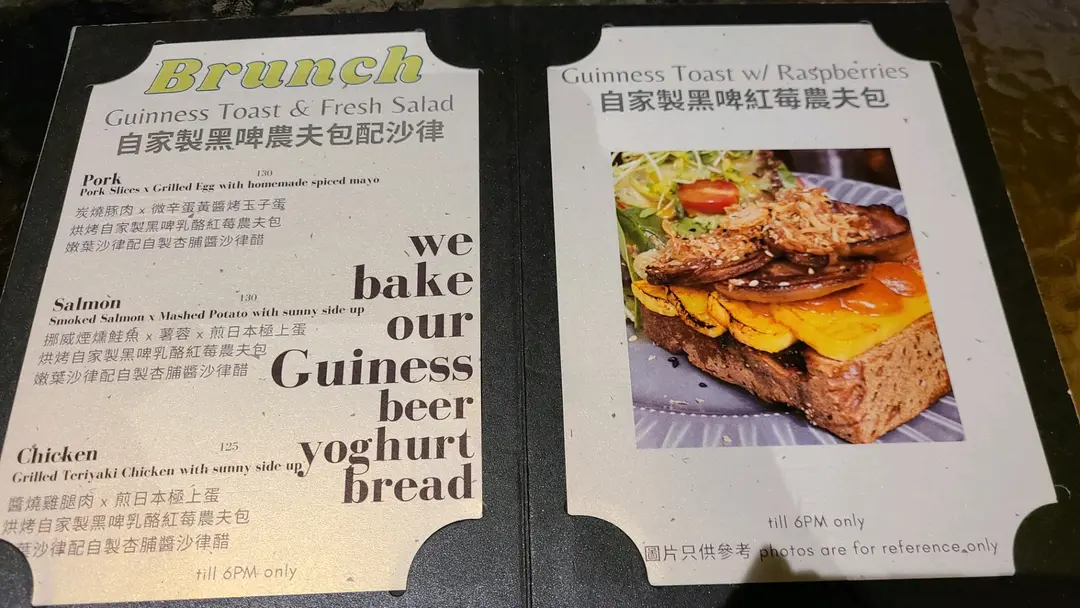 Brunch
Guinness Toast & Fresh Salad
自家製黑啤農夫包配沙律
Pork 130
Pork Slices x Grilled Egg with homemade spiced mayo
炭燒豚肉 x 微辛蛋黃醬烤玉子蛋
烘烤自家製黑啤乳酪紅莓農夫包
嫩葉沙律配自製杏脯醬沙律醋
Salmon 130
Smoked Salmon x Mashed Potato with sunny side up
挪威煙燻鮭魚 x 薯蓉 x 煎日本極上蛋
烘烤自家製黑啤乳酪紅莓農夫包
嫩葉沙律配自製杏脯醬沙律醋
Chicken 125
Grilled Teriyaki Chicken with sunny side up
醬燒雞腿肉 x 煎日本極上蛋
烘烤自家製黑啤乳酪紅莓農夫包
葉沙律配自製杏脯醬沙律醋
till 6PM only
we
bake
our
Guiness
beer
yoghurt
bread
Guinness Toast w/ Raspberries
自家製黑啤紅莓農夫包
till 6PM only
圖片只供參考 photos are for reference only